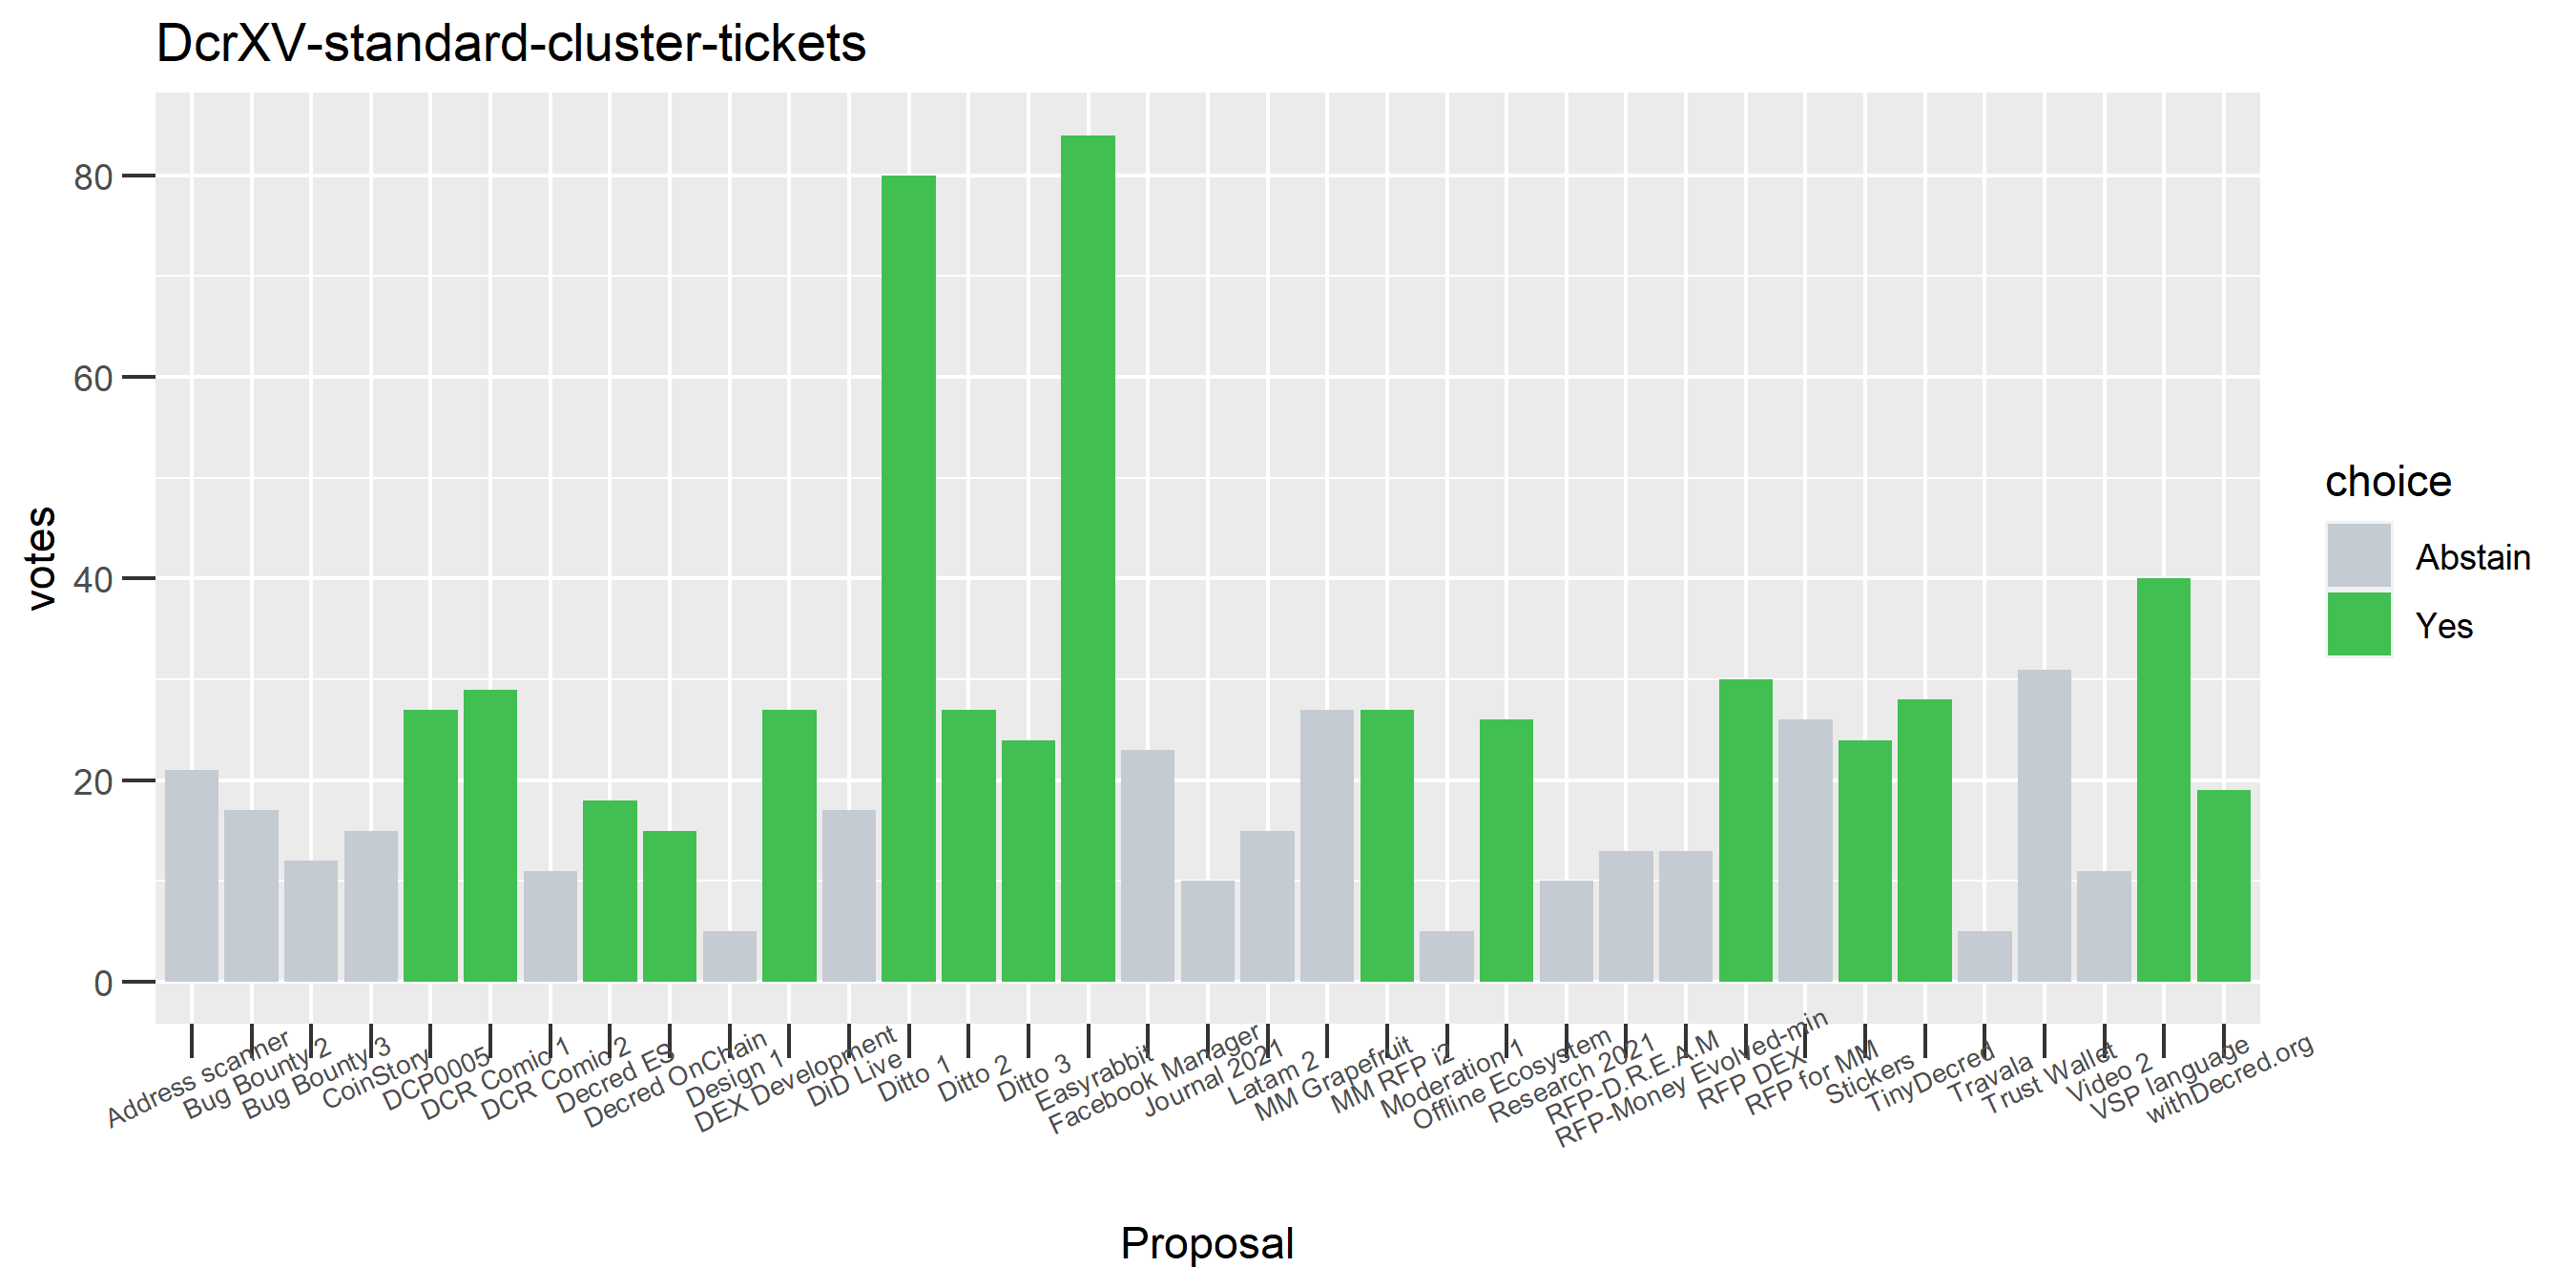 DcrXV-standard-cluster-tickets
votes
80
60
40
20
0
Address scanner
Bug Bounty 2
Bug Bounty 3
CoinStory
DCP0005
DCR Comic 1
DCR Comic 2
Decred ES
Decred OnChain
Design 1
DEX Development
DiD Live
Ditto 1
Ditto 2
Ditto 3
Easyrabbit
Facebook Manager
Journal 2021
Latam 2
MM Grapefruit
MM RFP i2
Moderation 1
Offline Ecosystem
Research 2021
RFP-D.R.E.A.M
RFP-Money Evolved-min
RFP DEX
RFP for MM
Stickers
TinyDecred
Travala
Trust Wallet
Video 2
VSP language
withDecred.org
Proposal
choice
Abstain
Yes